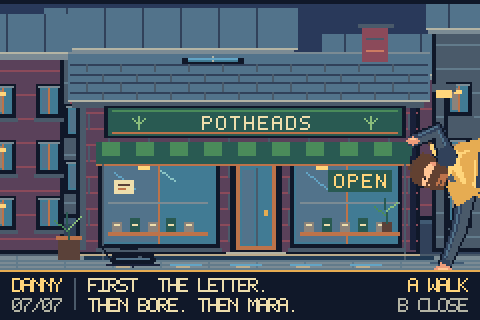 POTHEADS
OPEN
DANNY
07/07
FIRST THE LETTER.
THEN BORE. THEN MARA.
A WALK
B CLOSE